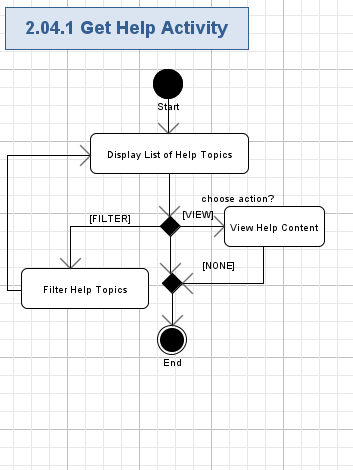 2.04.1 Get Help Activity
Start
Display List of Help Topics
choose action?
[FILTER]
[VIEW]
View Help Content
[NONE]
Filter Help Topics
End